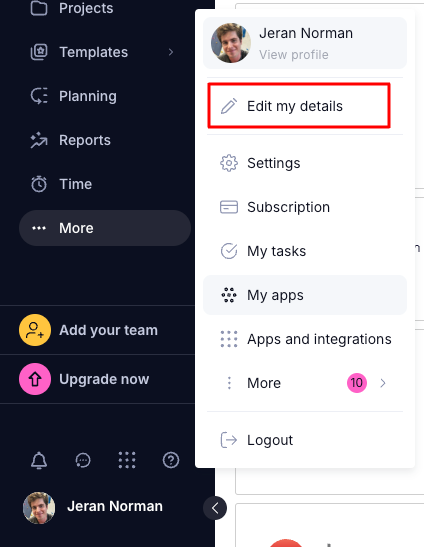 Projects
Templates
Planning
Reports
Time
More
Add your team
Upgrade now
Jeran Norman
Jeran Norman
View profile
Edit my details
Settings
Subscription
My tasks
My apps
Apps and integrations
More 10
Logout